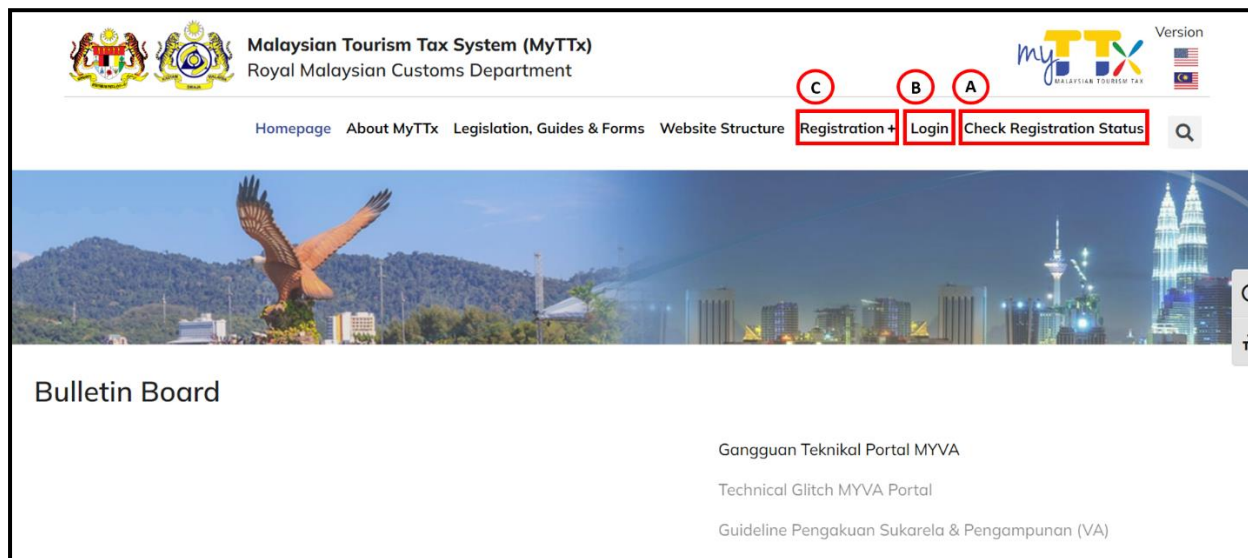 Malaysian Tourism Tax System (MyTTx)
Royal Malaysian Customs Department
myTTx
MALAYSIAN TOURISM TAX
Version
C
B
A
Homepage About MyTTx Legislation, Guides & Forms Website Structure Registration + Login Check Registration Status
Bulletin Board
Gangguan Teknikal Portal MYVA
Technical Glitch MYVA Portal
Guideline Pengakuan Sukarela & Pengampunan (VA)